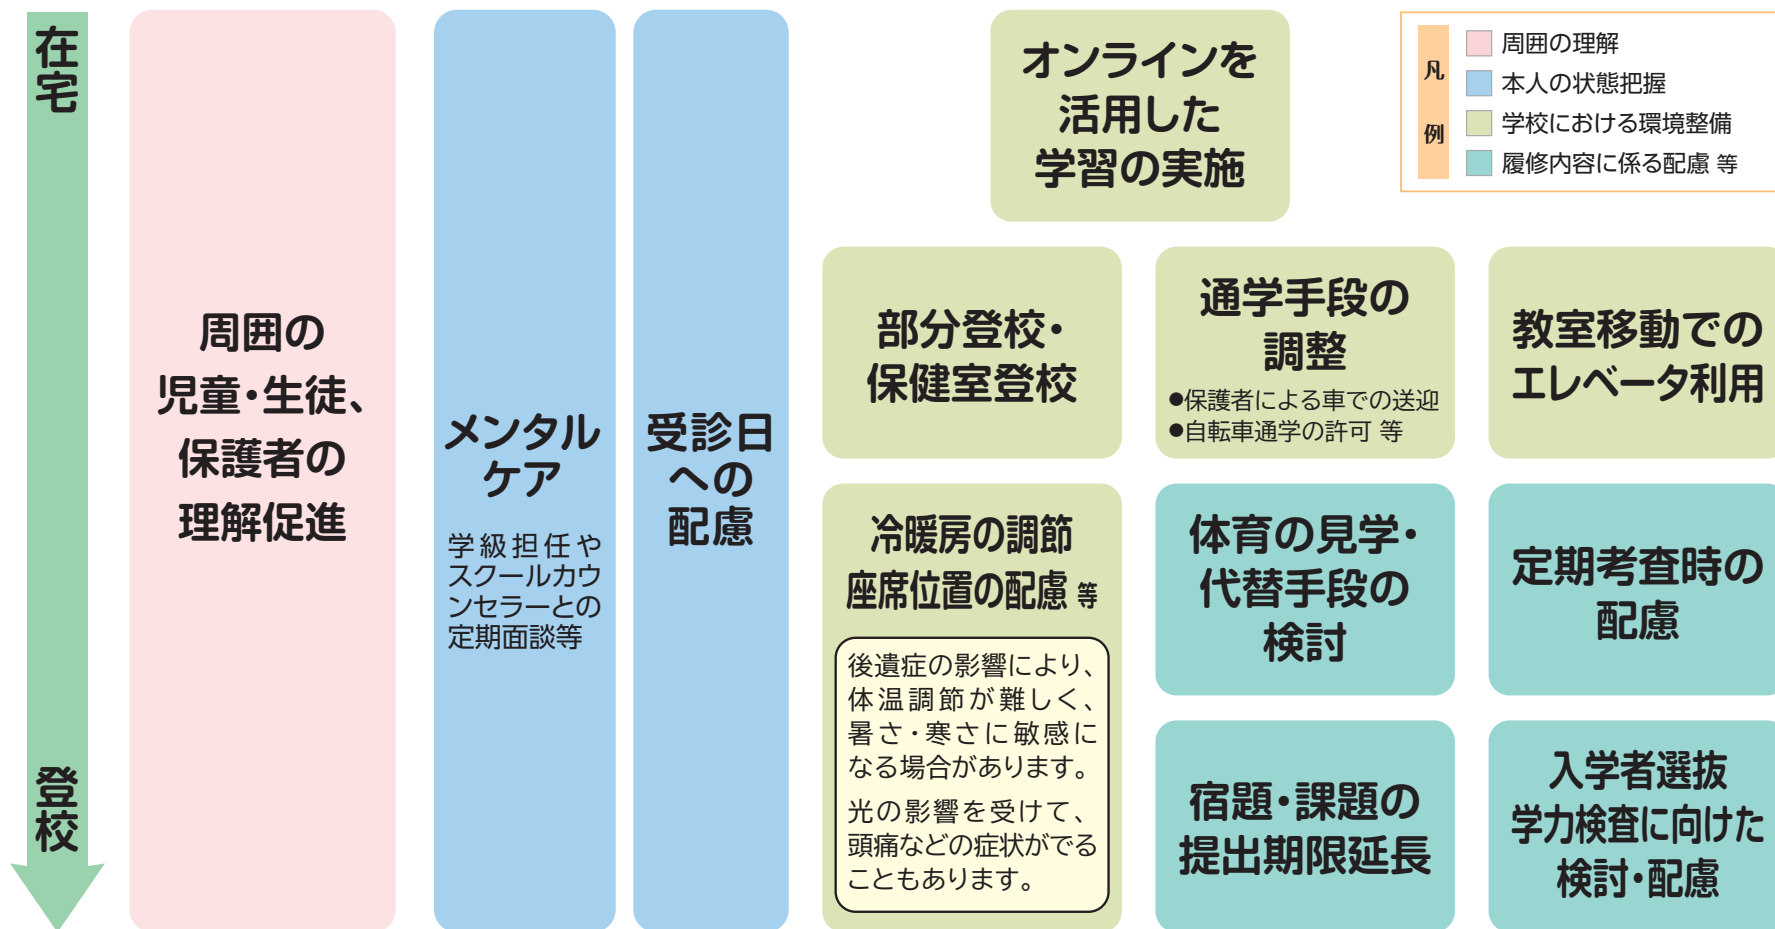 在宅
登校
周囲の
児童・生徒、
保護者の
理解促進
メンタル
ケア
学級担任や
スクールカウ
ンセラーとの
定期面談等
受診日
への
配慮
オンラインを
活用した
学習の実施
凡例
周囲の理解
本人の状態把握
学校における環境整備
履修内容に係る配慮 等
部分登校・
保健室登校
通学手段の
調整
●保護者による車での送迎
●自転車通学の許可 等
教室移動での
エレベータ利用
冷暖房の調節
座席位置の配慮 等
後遺症の影響により、
体温調節が難しく、
暑さ・寒さに敏感に
なる場合があります。
光の影響を受けて、
頭痛などの症状がでる
こともあります。
体育の見学・
代替手段の
検討
定期考査時の
配慮
宿題・課題の
提出期限延長
入学者選抜
学力検査に向けた
検討・配慮